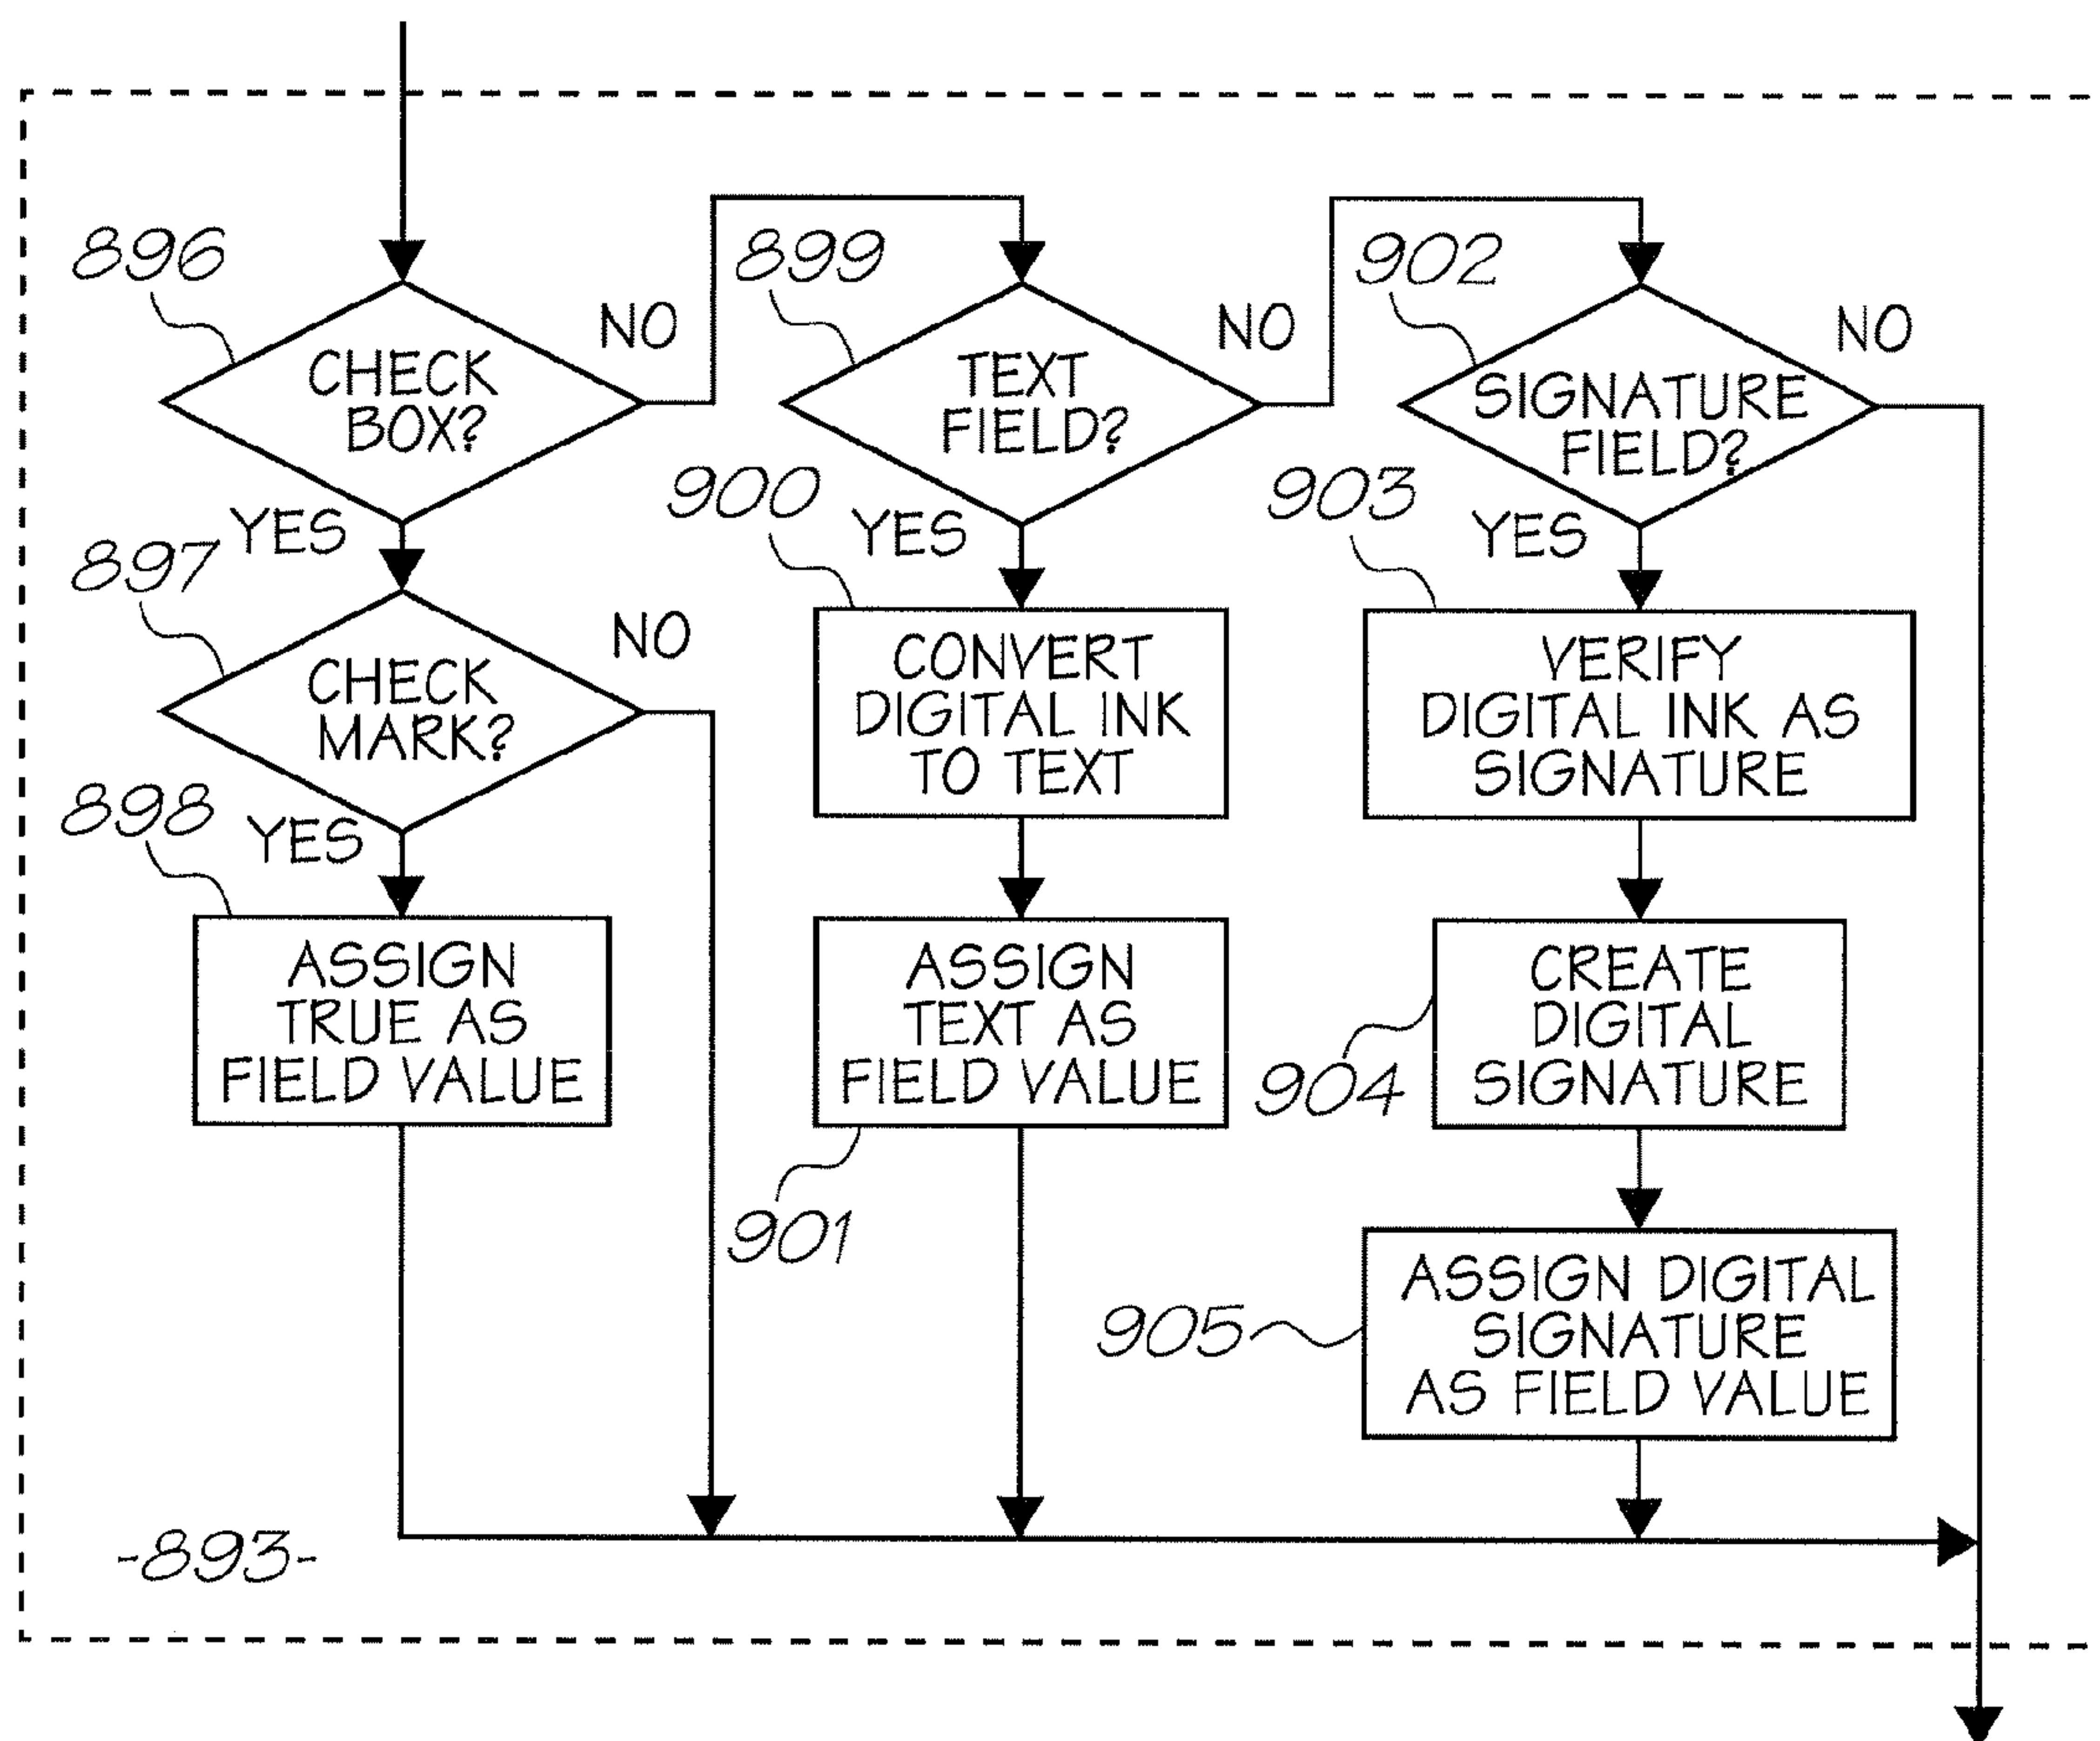 896
CHECK
BOX?
NO
YES
897
CHECK
MARK?
NO
YES
898
ASSIGN
TRUE AS
FIELD VALUE
899
TEXT
FIELD?
NO
YES
900
CONVERT
DIGITAL INK
TO TEXT
ASSIGN
TEXT AS
FIELD VALUE
901
902
SIGNATURE
FIELD?
NO
YES
903
VERIFY
DIGITAL INK AS
SIGNATURE
CREATE
DIGITAL
SIGNATURE
904
ASSIGN DIGITAL
SIGNATURE
AS FIELD VALUE
905
-893-